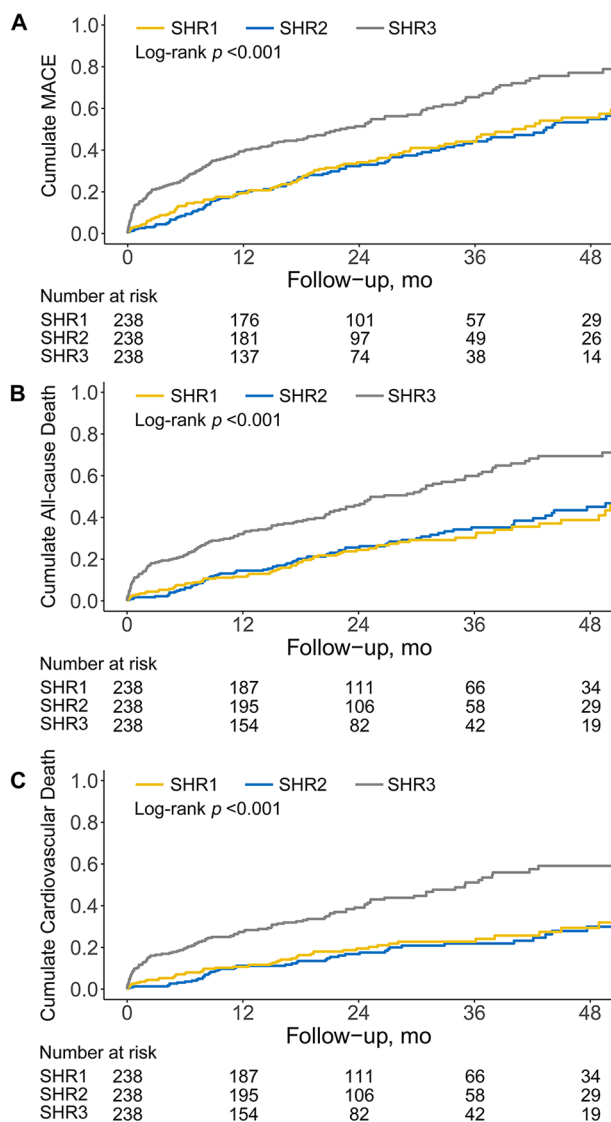 A
SHR1 SHR2 SHR3
Log-rank p <0.001
Cumulate MACE
1.0
0.8
0.6
0.4
0.2
0.0
0 12 24 36 48
Follow-up, mo
Number at risk
SHR1 238 176 101 57 29
SHR2 238 181 97 49 26
SHR3 238 137 74 38 14
B
SHR1 SHR2 SHR3
Log-rank p <0.001
Cumulate All-cause Death
1.0
0.8
0.6
0.4
0.2
0.0
0 12 24 36 48
Follow-up, mo
Number at risk
SHR1 238 187 111 66 34
SHR2 238 195 106 58 29
SHR3 238 154 82 42 19
C
SHR1 SHR2 SHR3
Log-rank p <0.001
Cumulate Cardiovascular Death
1.0
0.8
0.6
0.4
0.2
0.0
0 12 24 36 48
Follow-up, mo
Number at risk
SHR1 238 187 111 66 34
SHR2 238 195 106 58 29
SHR3 238 154 82 42 19